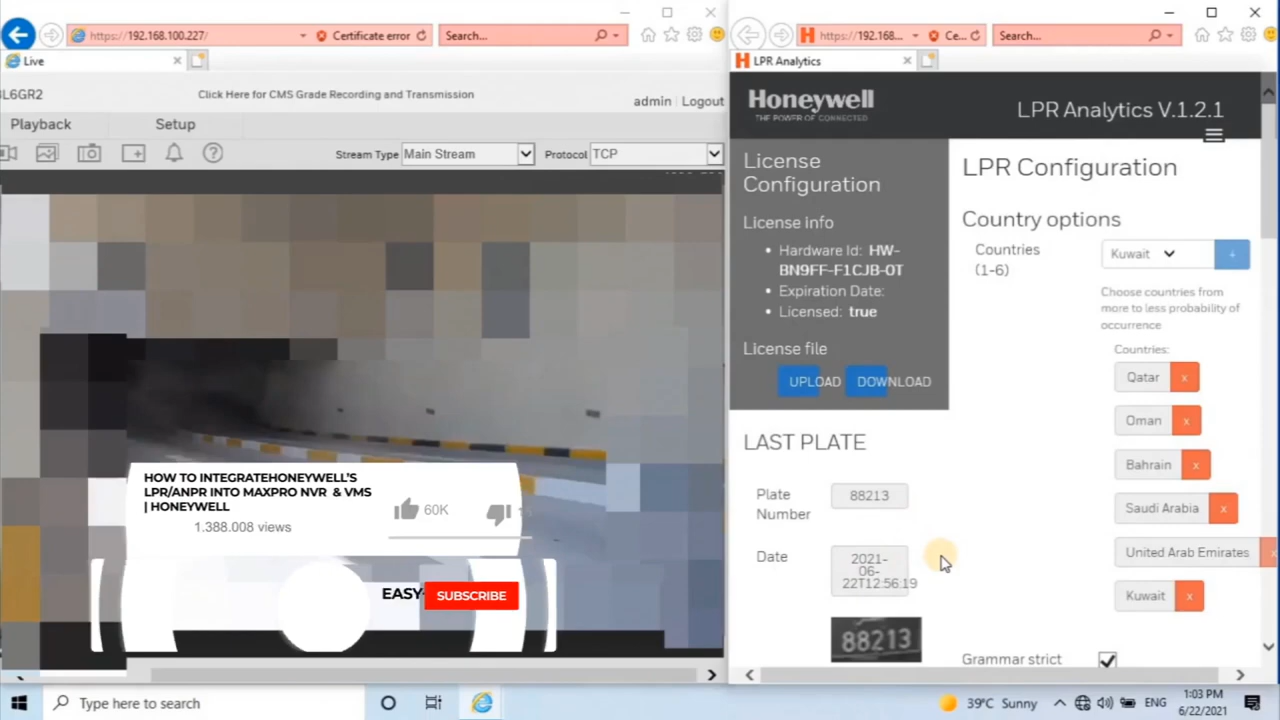 https://192.168.100.227/
Certificate error
Search...
Live
4L6GR2
Click Here for CMS Grade Recording and Transmission
admin
Logout
Playback
Setup
Stream Type
Main Stream
Protocol
TCP
HOW TO INTEGRATEHONEYWELL'S
LPR/ANPR INTO MAXPRO NVR & VMS
| HONEYWELL
1.388.008 views
60K
EASY
SUBSCRIBE
https://192.168...
Ce...
Search...
LPR Analytics
Honeywell
THE POWER OF CONNECTED
LPR Analytics V.1.2.1
License
Configuration
License info
Hardware Id: HW-
BN9FF-F1CJB-0T
Expiration Date:
Licensed: true
License file
UPLOAD
DOWNLOAD
LAST PLATE
Plate
Number
88213
Date
2021-
06-
22T12:56:19
88213
LPR Configuration
Country options
Countries
(1-6)
Kuwait
+
Choose countries from
more to less probability of
occurrence
Countries:
Qatar x
Oman x
Bahrain x
Saudi Arabia x
United Arab Emirates x
Kuwait x
Grammar strict
Type here to search
39°C Sunny
ENG
1:03 PM
6/22/2021